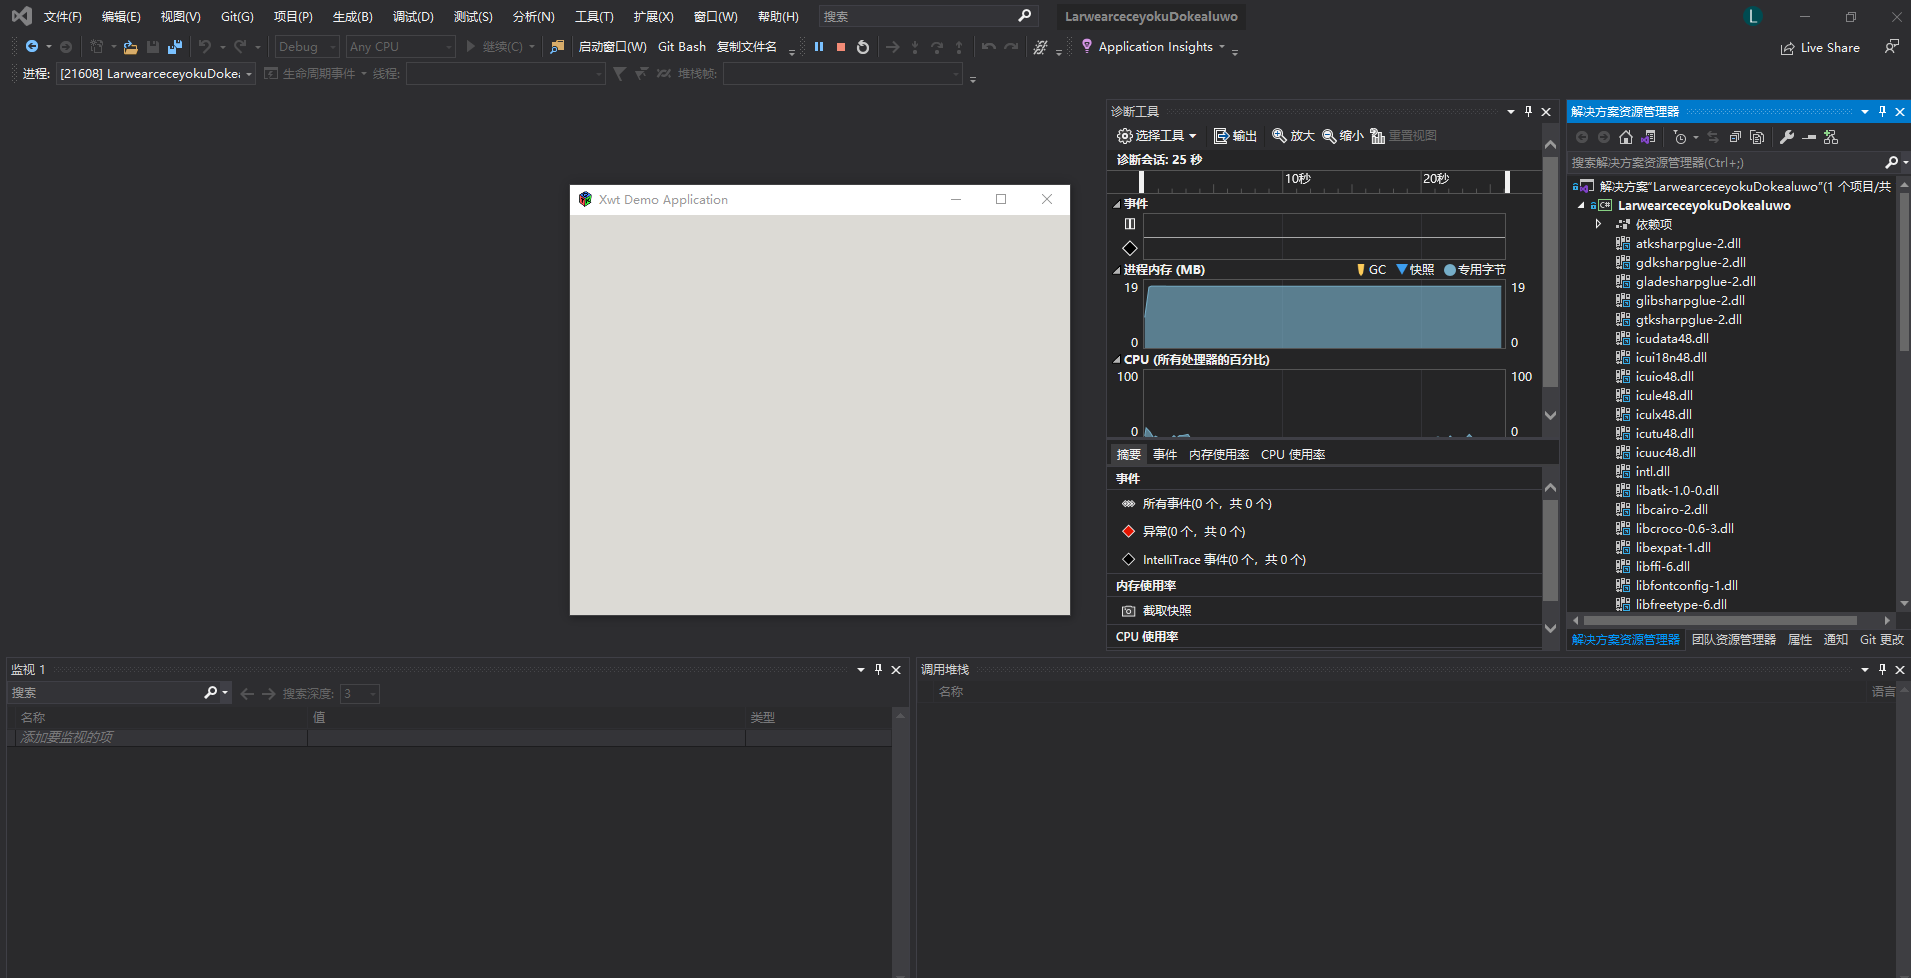 文件(F) 编辑(E) 视图(V) Git(G) 项目(P) 生成(B) 调试(D) 测试(S) 分析(N) 工具(T) 扩展(X) 窗口(W) 帮助(H) 搜索 LarwearceceyokuDokealuwo L
Debug Any CPU 继续(C) 启动窗口(W) Git Bash 复制文件名 Application Insights Live Share
进程: [21608] LarwearceceyokuDokea 生命周期事件 线程: 堆栈帧:
诊断工具
选择工具 输出 放大 缩小 重置视图
诊断会话: 25 秒
10秒 20秒
事件
进程内存 (MB) GC 快照 专用字节
19 19
0 0
CPU (所有处理器的百分比)
100 100
0 0
摘要 事件 内存使用率 CPU 使用率
事件
所有事件(0 个，共 0 个)
异常(0 个，共 0 个)
IntelliTrace 事件(0 个，共 0 个)
内存使用率
截取快照
CPU 使用率
解决方案资源管理器
搜索解决方案资源管理器(Ctrl+;)
解决方案"LarwearceceyokuDokealuwo"(1 个项目/共
LarwearceceyokuDokealuwo
依赖项
atksharpglue-2.dll
gdksharpglue-2.dll
gladesharpglue-2.dll
glibsharpglue-2.dll
gtksharpglue-2.dll
icudata48.dll
icui18n48.dll
icuio48.dll
icule48.dll
iculx48.dll
icutu48.dll
icuuc48.dll
intl.dll
libatk-1.0-0.dll
libcairo-2.dll
libcroco-0.6-3.dll
libexpat-1.dll
libffi-6.dll
libfontconfig-1.dll
libfreetype-6.dll
解决方案资源管理器 团队资源管理器 属性 通知 Git 更改
Xwt Demo Application
监视 1
搜索 搜索深度: 3
名称 值 类型
添加要监视的项
调用堆栈
名称 语言